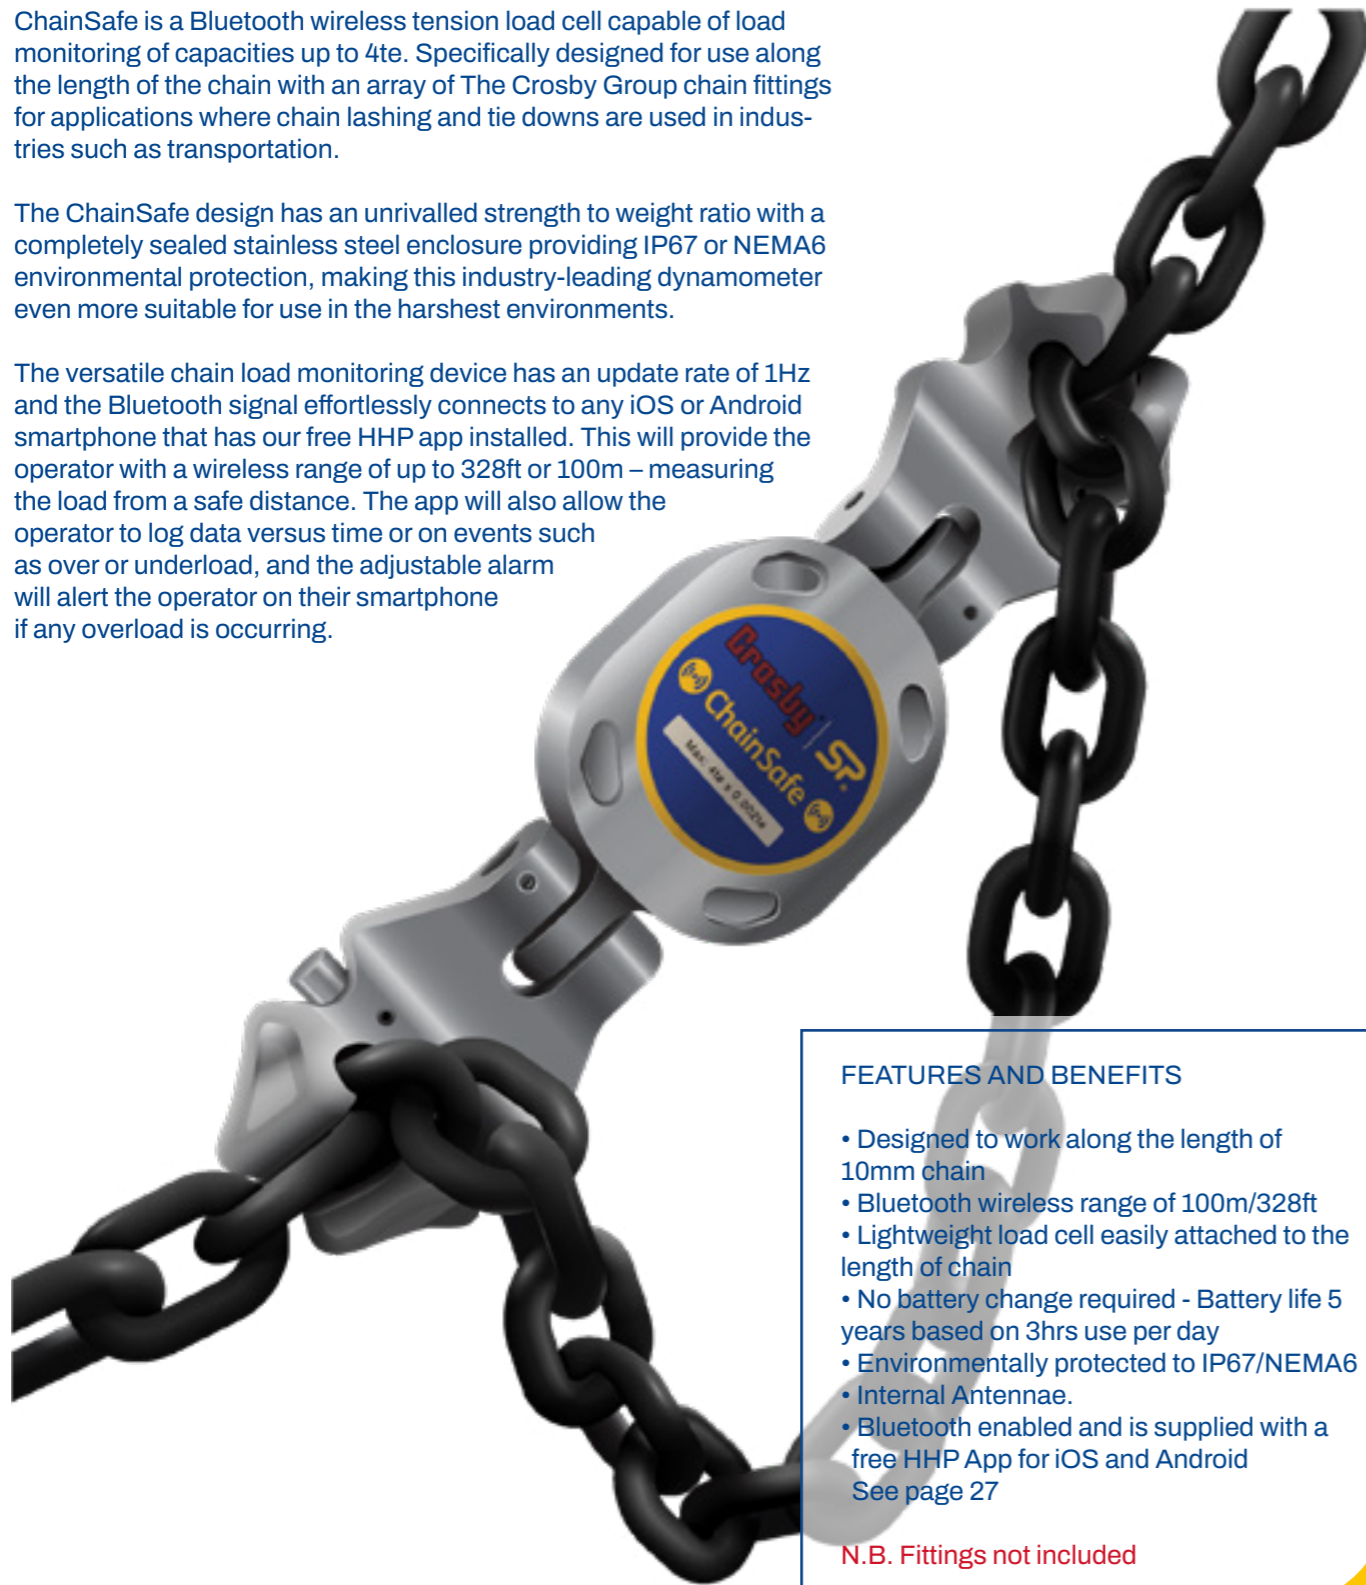 ChainSafe is a Bluetooth wireless tension load cell capable of load
monitoring of capacities up to 4te. Specifically designed for use along
the length of the chain with an array of The Crosby Group chain fittings
for applications where chain lashing and tie downs are used in indus-
tries such as transportation.
The ChainSafe design has an unrivalled strength to weight ratio with a
completely sealed stainless steel enclosure providing IP67 or NEMA6
environmental protection, making this industry-leading dynamometer
even more suitable for use in the harshest environments.
The versatile chain load monitoring device has an update rate of 1Hz
and the Bluetooth signal effortlessly connects to any iOS or Android
smartphone that has our free HHP app installed. This will provide the
operator with a wireless range of up to 328ft or 100m – measuring
the load from a safe distance. The app will also allow the
operator to log data versus time or on events such
as over or underload, and the adjustable alarm
will alert the operator on their smartphone
if any overload is occurring.
Crosby | SP
ChainSafe
Max: 4te x 0.002te
FEATURES AND BENEFITS
• Designed to work along the length of
10mm chain
• Bluetooth wireless range of 100m/328ft
• Lightweight load cell easily attached to the
length of chain
• No battery change required - Battery life 5
years based on 3hrs use per day
• Environmentally protected to IP67/NEMA6
• Internal Antennae.
• Bluetooth enabled and is supplied with a
free HHP App for iOS and Android
See page 27
N.B. Fittings not included